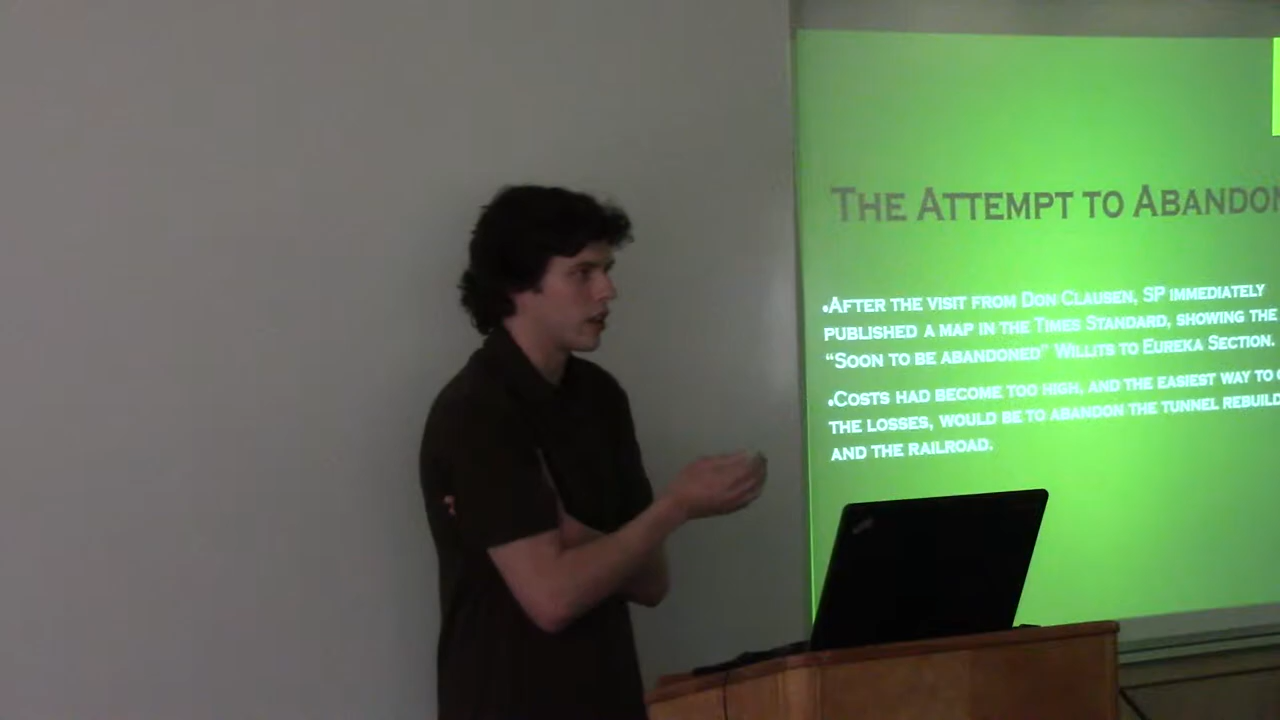 The Attempt to Abandon
•After the visit from Don Clausen, SP immediately
published a map in the Times Standard, showing the
"Soon to be abandoned" Willits to Eureka Section.
•Costs had become too high, and the easiest way to
the losses, would be to abandon the tunnel rebuild
and the railroad.